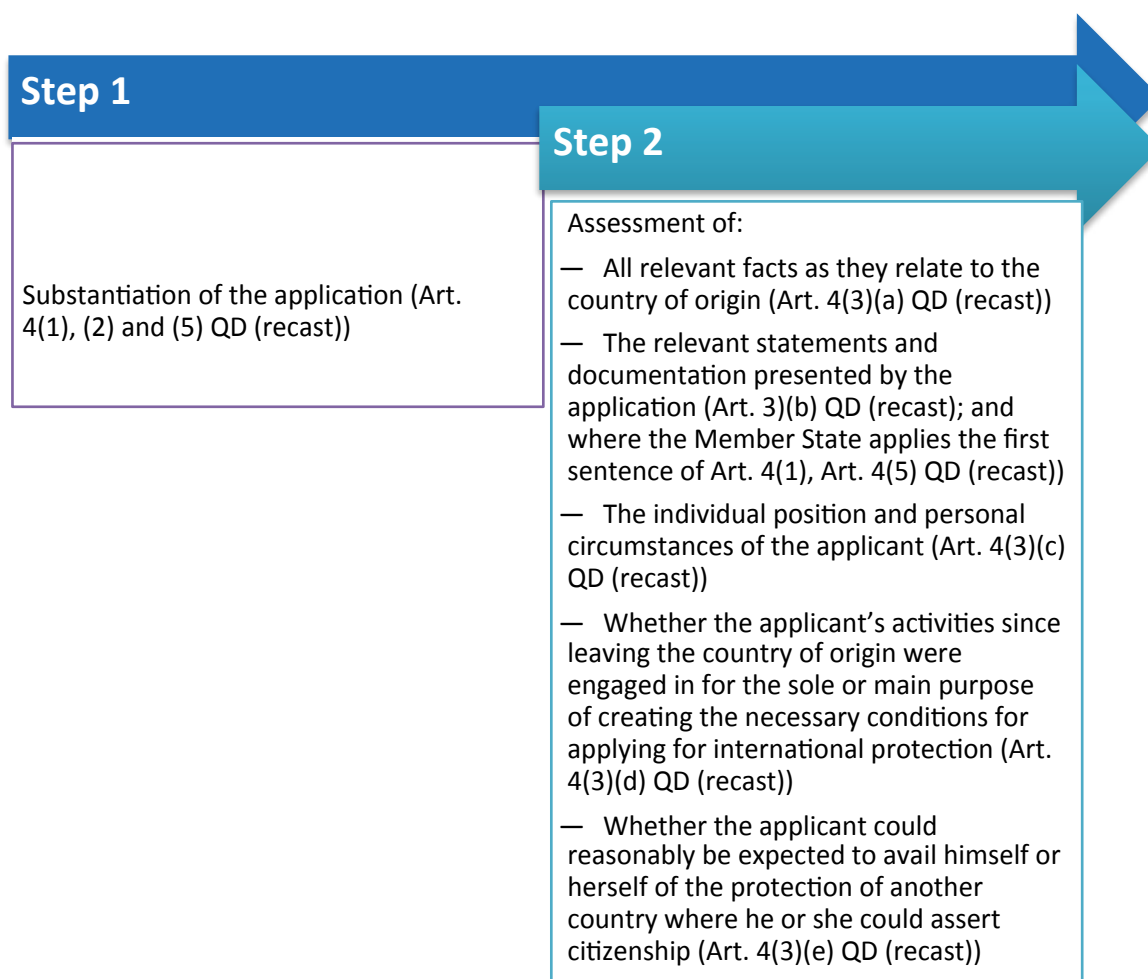 Step 1
Substantiation of the application (Art.
4(1), (2) and (5) QD (recast))
Step 2
Assessment of:
— All relevant facts as they relate to the
country of origin (Art. 4(3)(a) QD (recast))
— The relevant statements and
documentation presented by the
application (Art. 3)(b) QD (recast); and
where the Member State applies the first
sentence of Art. 4(1), Art. 4(5) QD (recast))
— The individual position and personal
circumstances of the applicant (Art. 4(3)(c)
QD (recast))
— Whether the applicant’s activities since
leaving the country of origin were
engaged in for the sole or main purpose
of creating the necessary conditions for
applying for international protection (Art.
4(3)(d) QD (recast))
— Whether the applicant could
reasonably be expected to avail himself or
herself of the protection of another
country where he or she could assert
citizenship (Art. 4(3)(e) QD (recast))